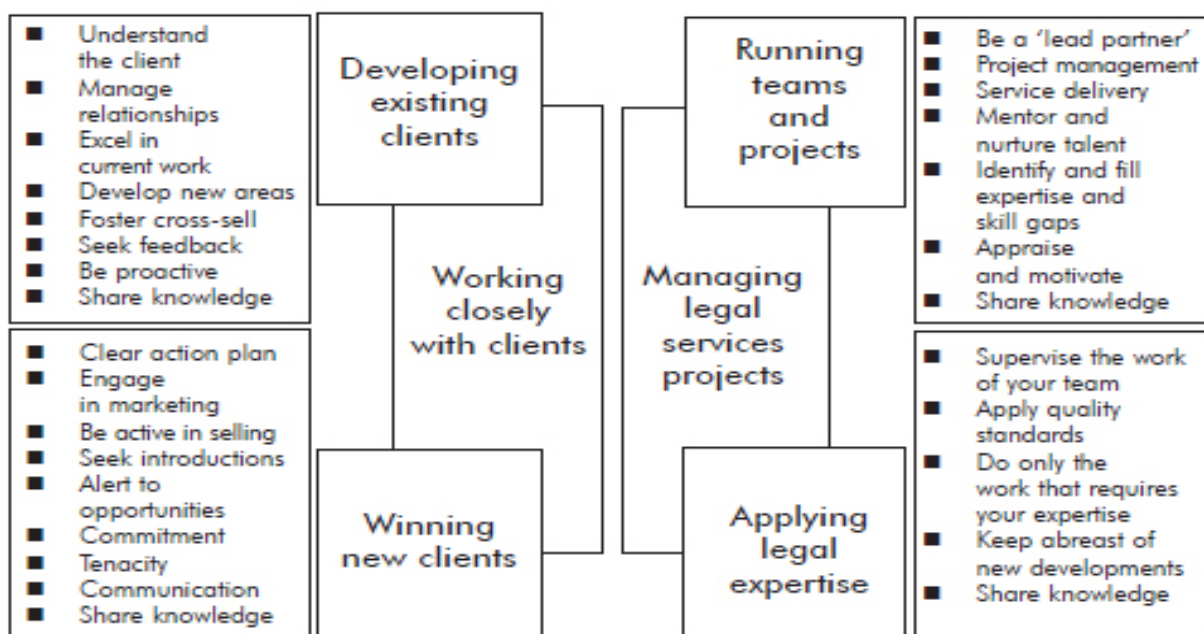 ■ Understand
the client
■ Manage
relationships
■ Excel in
current work
■ Develop new areas
■ Foster cross-sell
■ Seek feedback
■ Be proactive
■ Share knowledge
Developing
existing
clients
Running
teams
and
projects
■ Be a ‘lead partner’
■ Project management
■ Service delivery
■ Mentor and
nurture talent
■ Identify and fill
expertise and
skill gaps
■ Appraise
and motivate
■ Share knowledge
Working
closely
with clients
Managing
legal
services
projects
■ Clear action plan
■ Engage
in marketing
■ Be active in selling
■ Seek introductions
■ Alert to
opportunities
■ Commitment
■ Tenacity
■ Communication
■ Share knowledge
Winning
new clients
Applying
legal
expertise
■ Supervise the work
of your team
■ Apply quality
standards
■ Do only the
work that requires
your expertise
■ Keep abreast of
new developments
■ Share knowledge